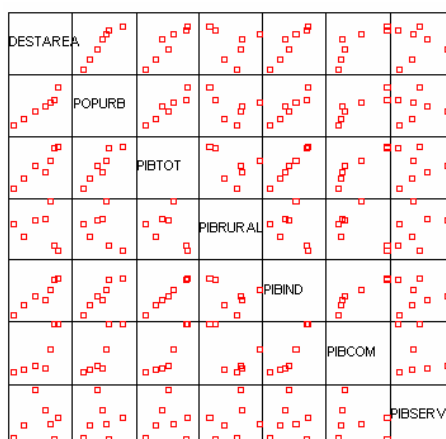 DESTAREA
POPURB
PIBTOT
PIBRURAL
PIBIND
PIBCOM
PIBSERV